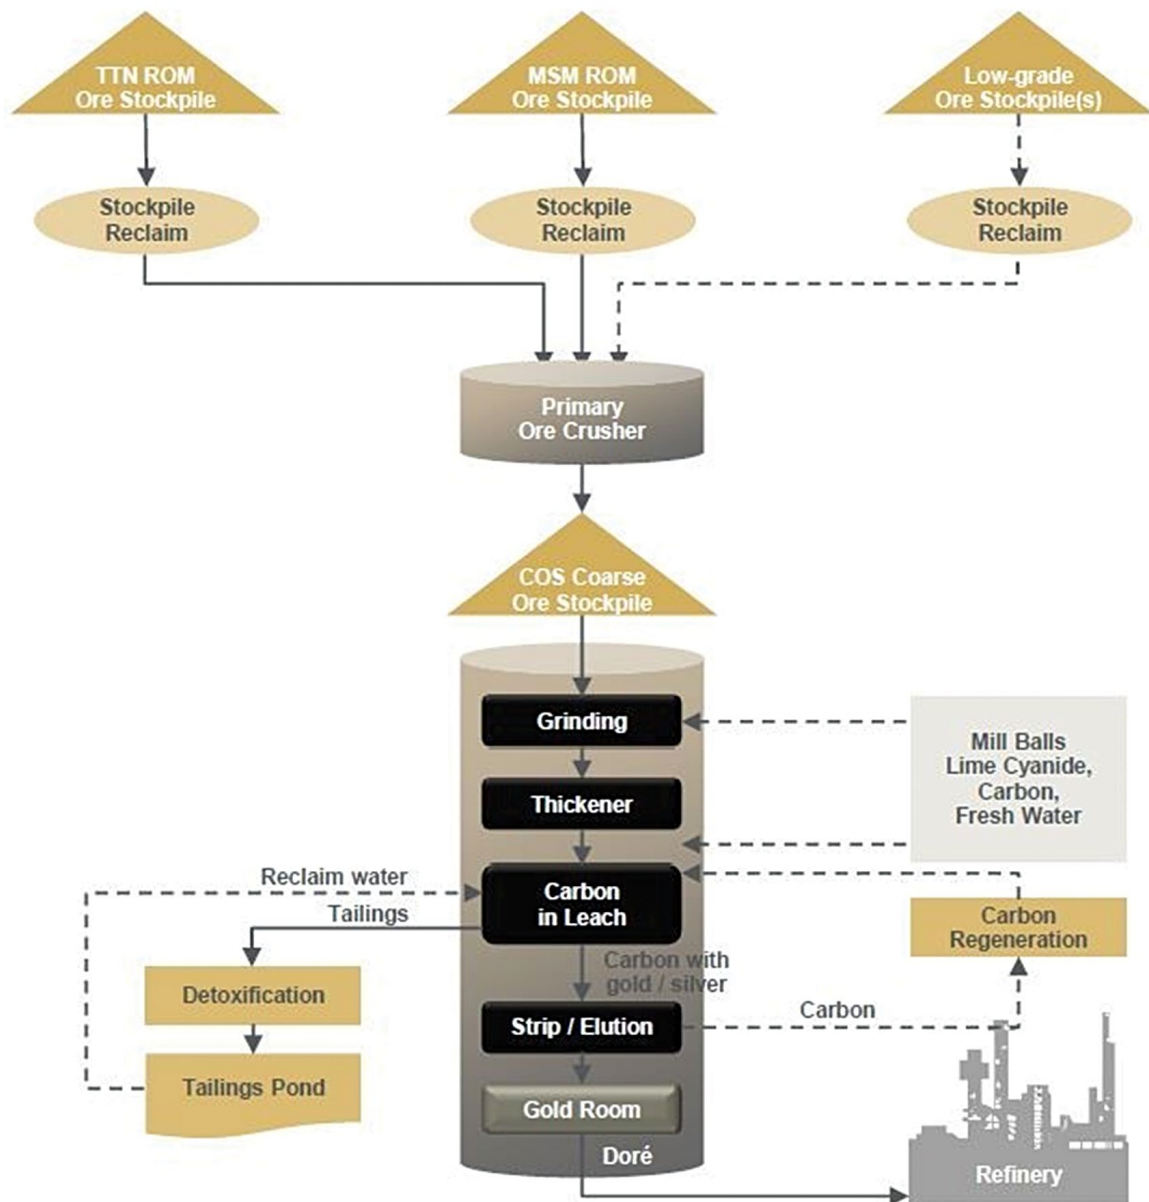 TTN ROM
Ore Stockpile
MSM ROM
Ore Stockpile
Low-grade
Ore Stockpile(s)
Stockpile
Reclaim
Stockpile
Reclaim
Stockpile
Reclaim
Primary
Ore Crusher
COS Coarse
Ore Stockpile
Grinding
Mill Balls
Lime Cyanide,
Carbon,
Fresh Water
Thickener
Reclaim water
Carbon
in Leach
Tailings
Carbon
Regeneration
Carbon with
gold / silver
Detoxification
Strip / Elution
Carbon
Tailings Pond
Gold Room
Doré
Refinery